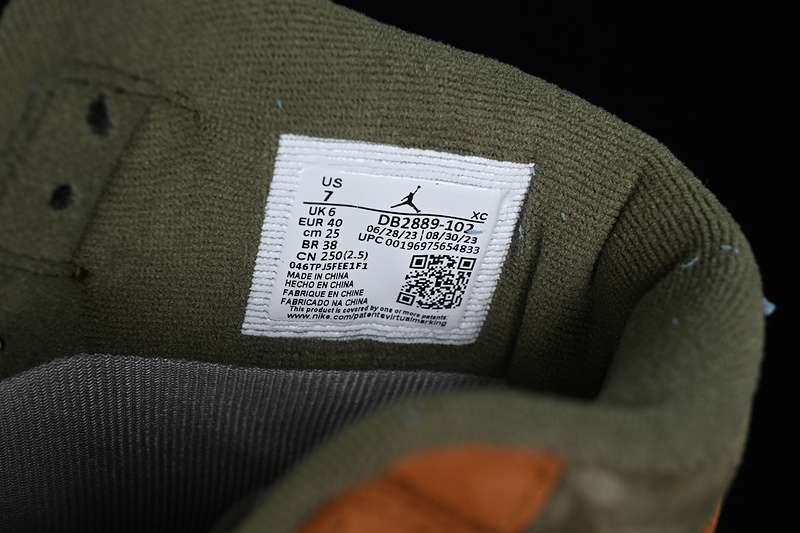 US
7
UK 6
EUR 40
cm 25
BR 38
CN 250(2.5)
XC
DB2889-102
06/28/23 08/30/23
UPC 00196975654833
046TPJ5FEE1F1
MADE IN CHINA
HECHO EN CHINA
FABRIQUE EN CHINE
FABRICADO NA CHINA
This product is covered by one or more patents.
www.nike.com/patentsvirtualmarking